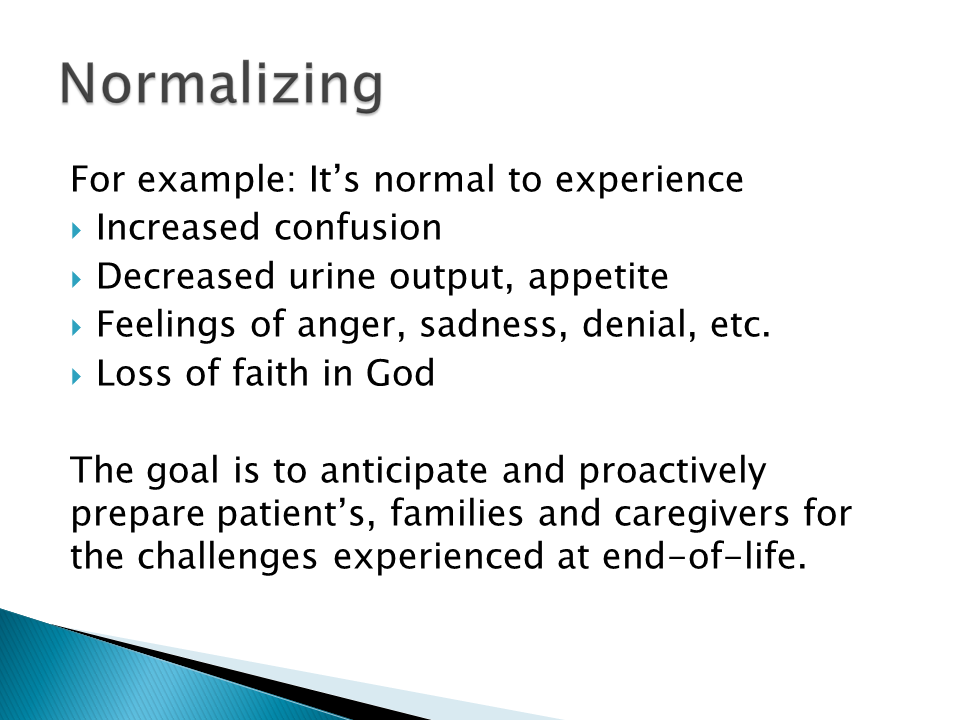 Normalizing
For example: It’s normal to experience
Increased confusion
Decreased urine output, appetite
Feelings of anger, sadness, denial, etc.
Loss of faith in God
The goal is to anticipate and proactively
prepare patient’s, families and caregivers for
the challenges experienced at end-of-life.